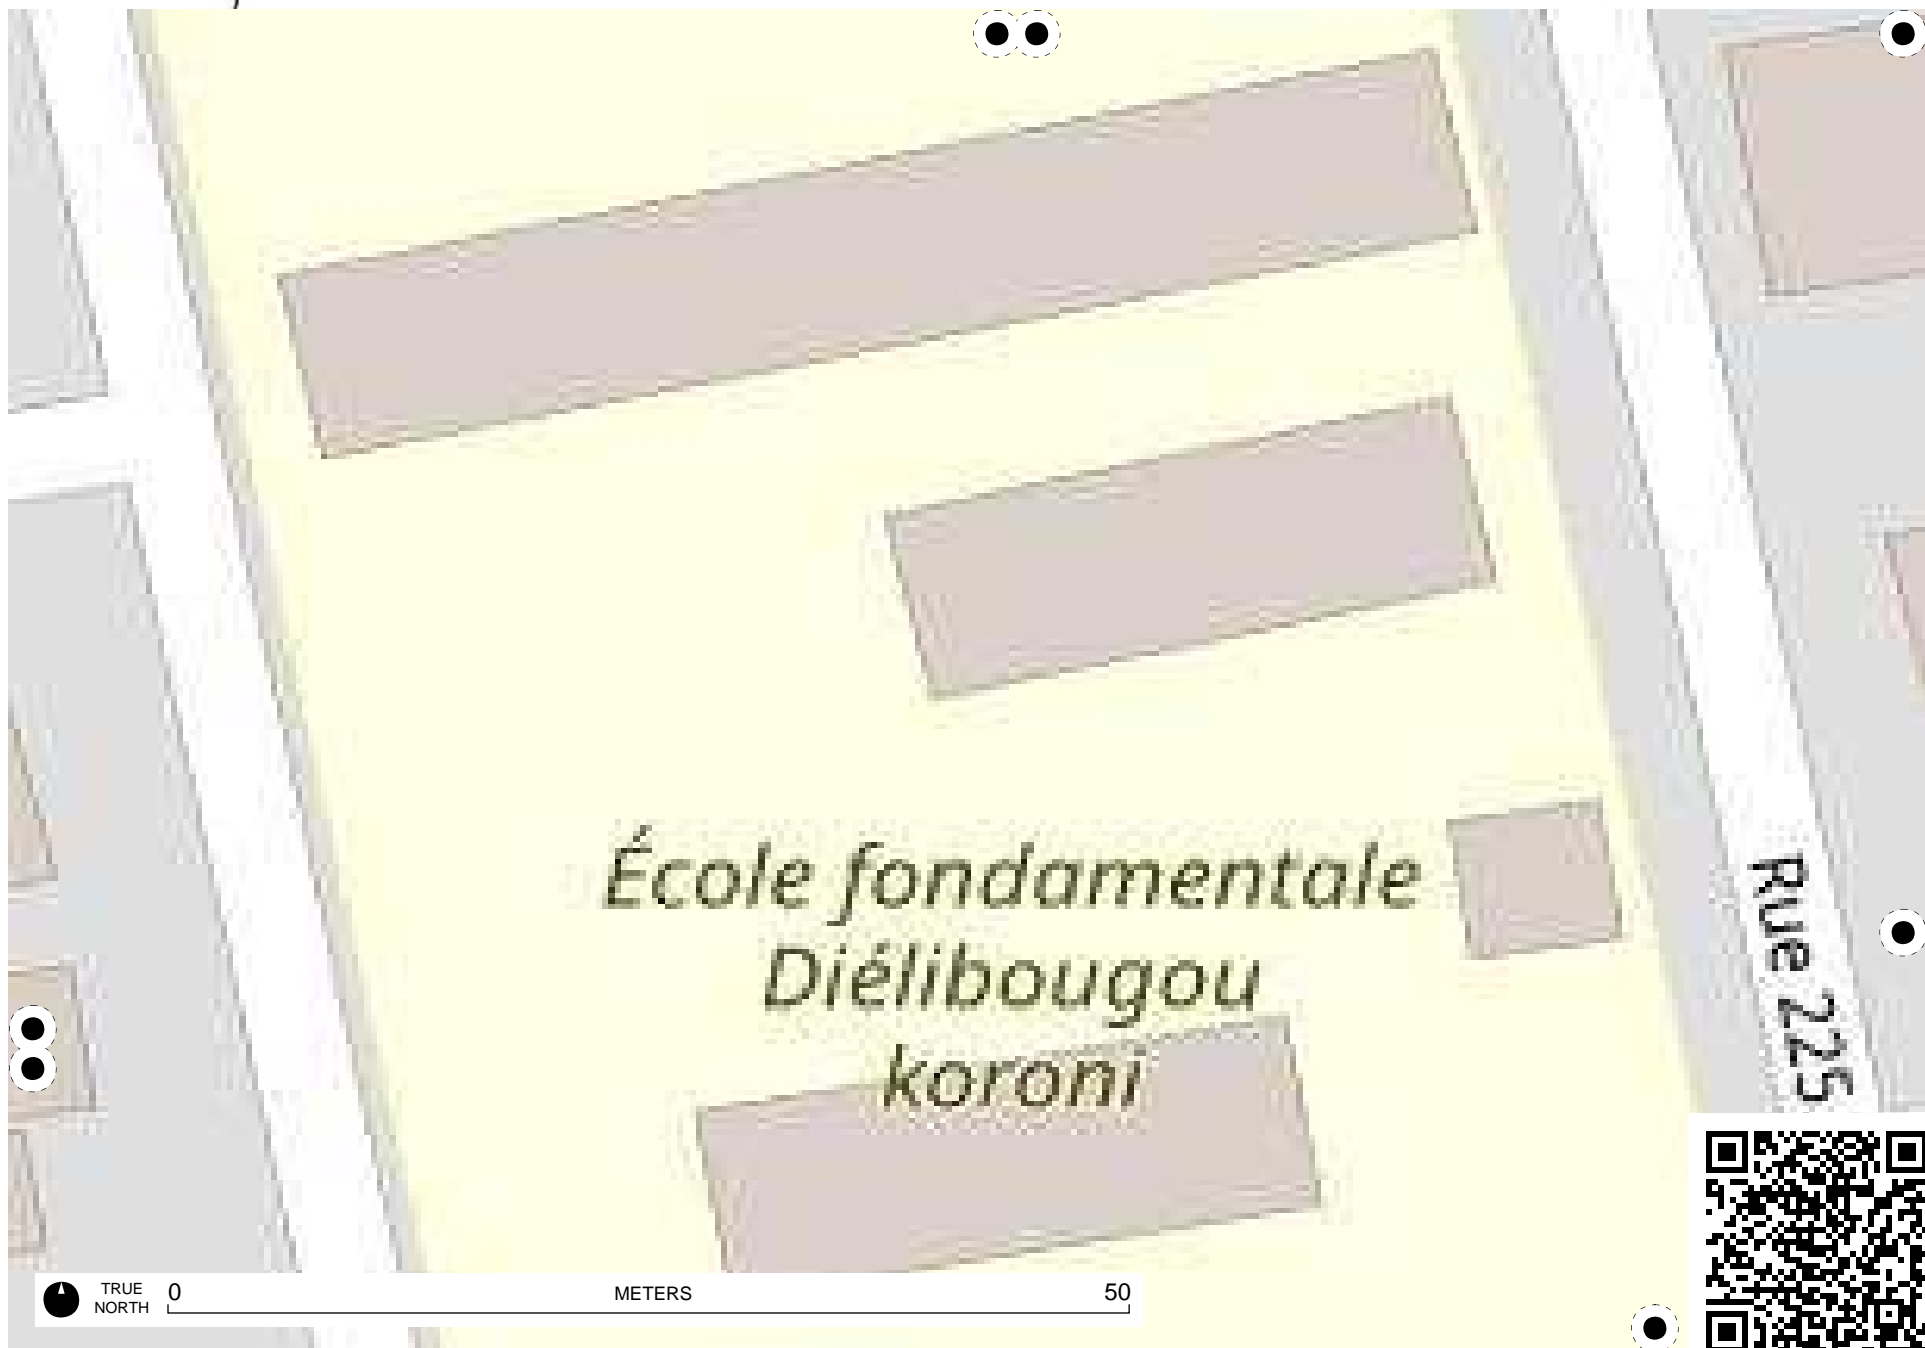 École fondamentale
Diélibougou
koroni
Rue 225
TRUE
NORTH
0
METERS
50